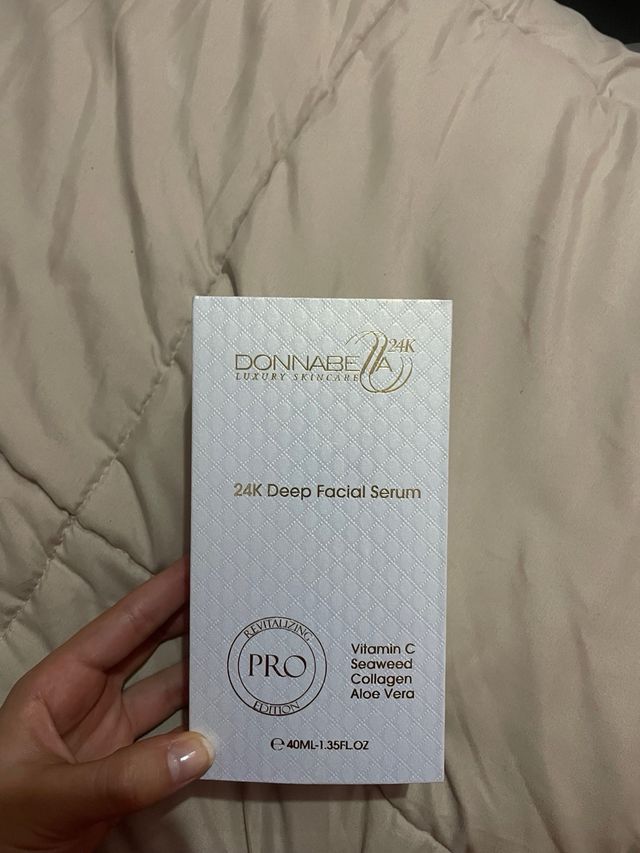 24K
DONNABELLA
LUXURY SKINCARE
24K Deep Facial Serum
REVITALIZING
PRO
EDITION
Vitamin C
Seaweed
Collagen
Aloe Vera
℮ 40ML-1.35FL.OZ